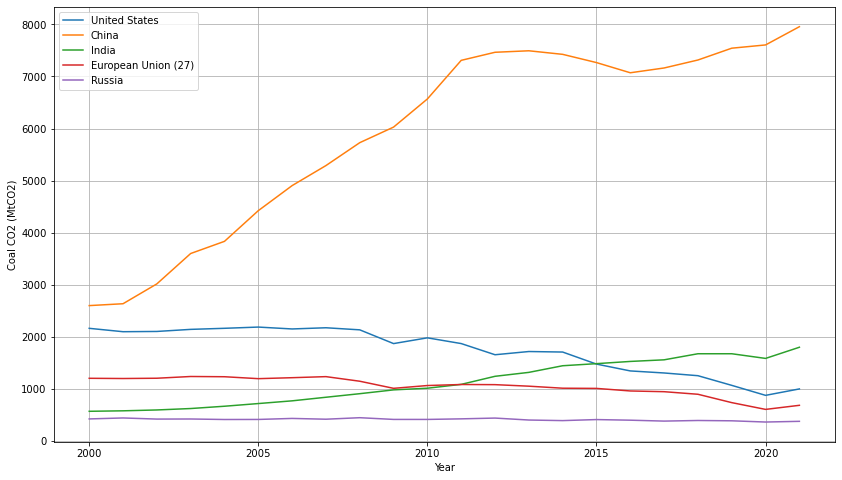 United States
China
India
European Union (27)
Russia
8000
7000
6000
5000
4000
3000
2000
1000
0
Coal CO2 (MtCO2)
2000
2005
2010
2015
2020
Year